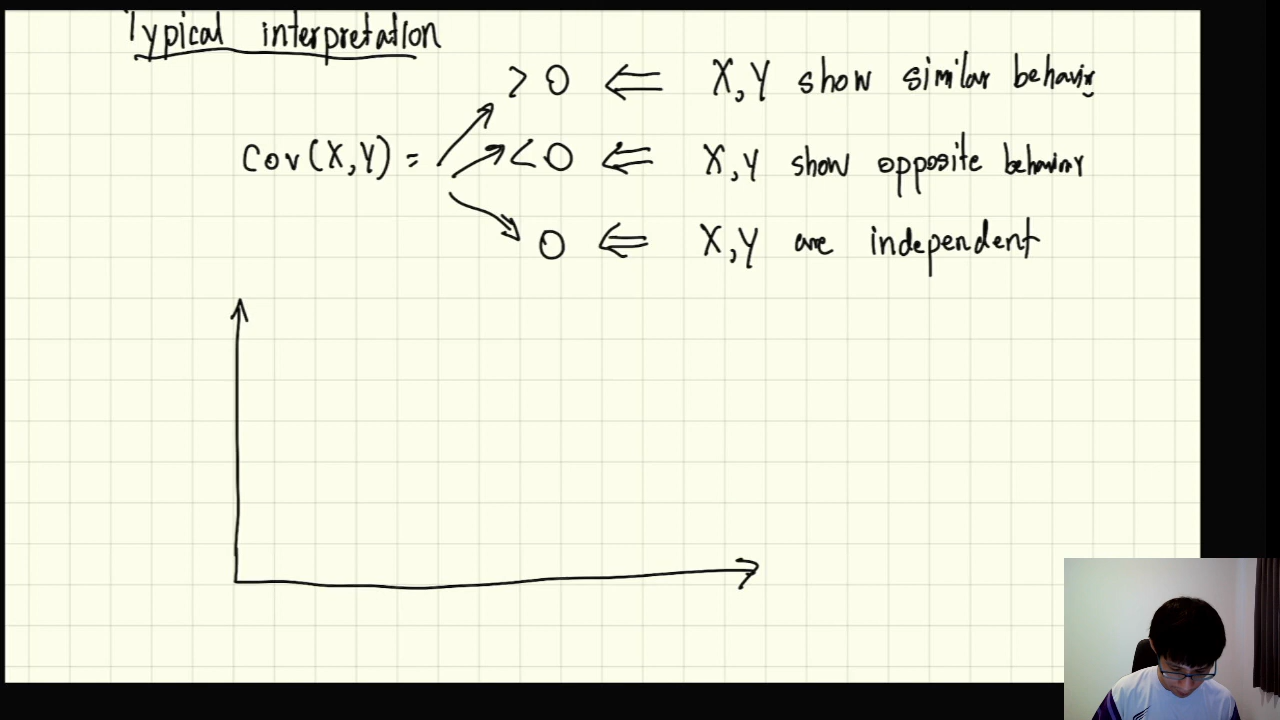 Typical interpretation
> 0 ⇐ X,Y show similar behavior
Cov(X,Y) = < 0 ⇐ X,Y show opposite behavior
0 ⇐ X,Y are independent